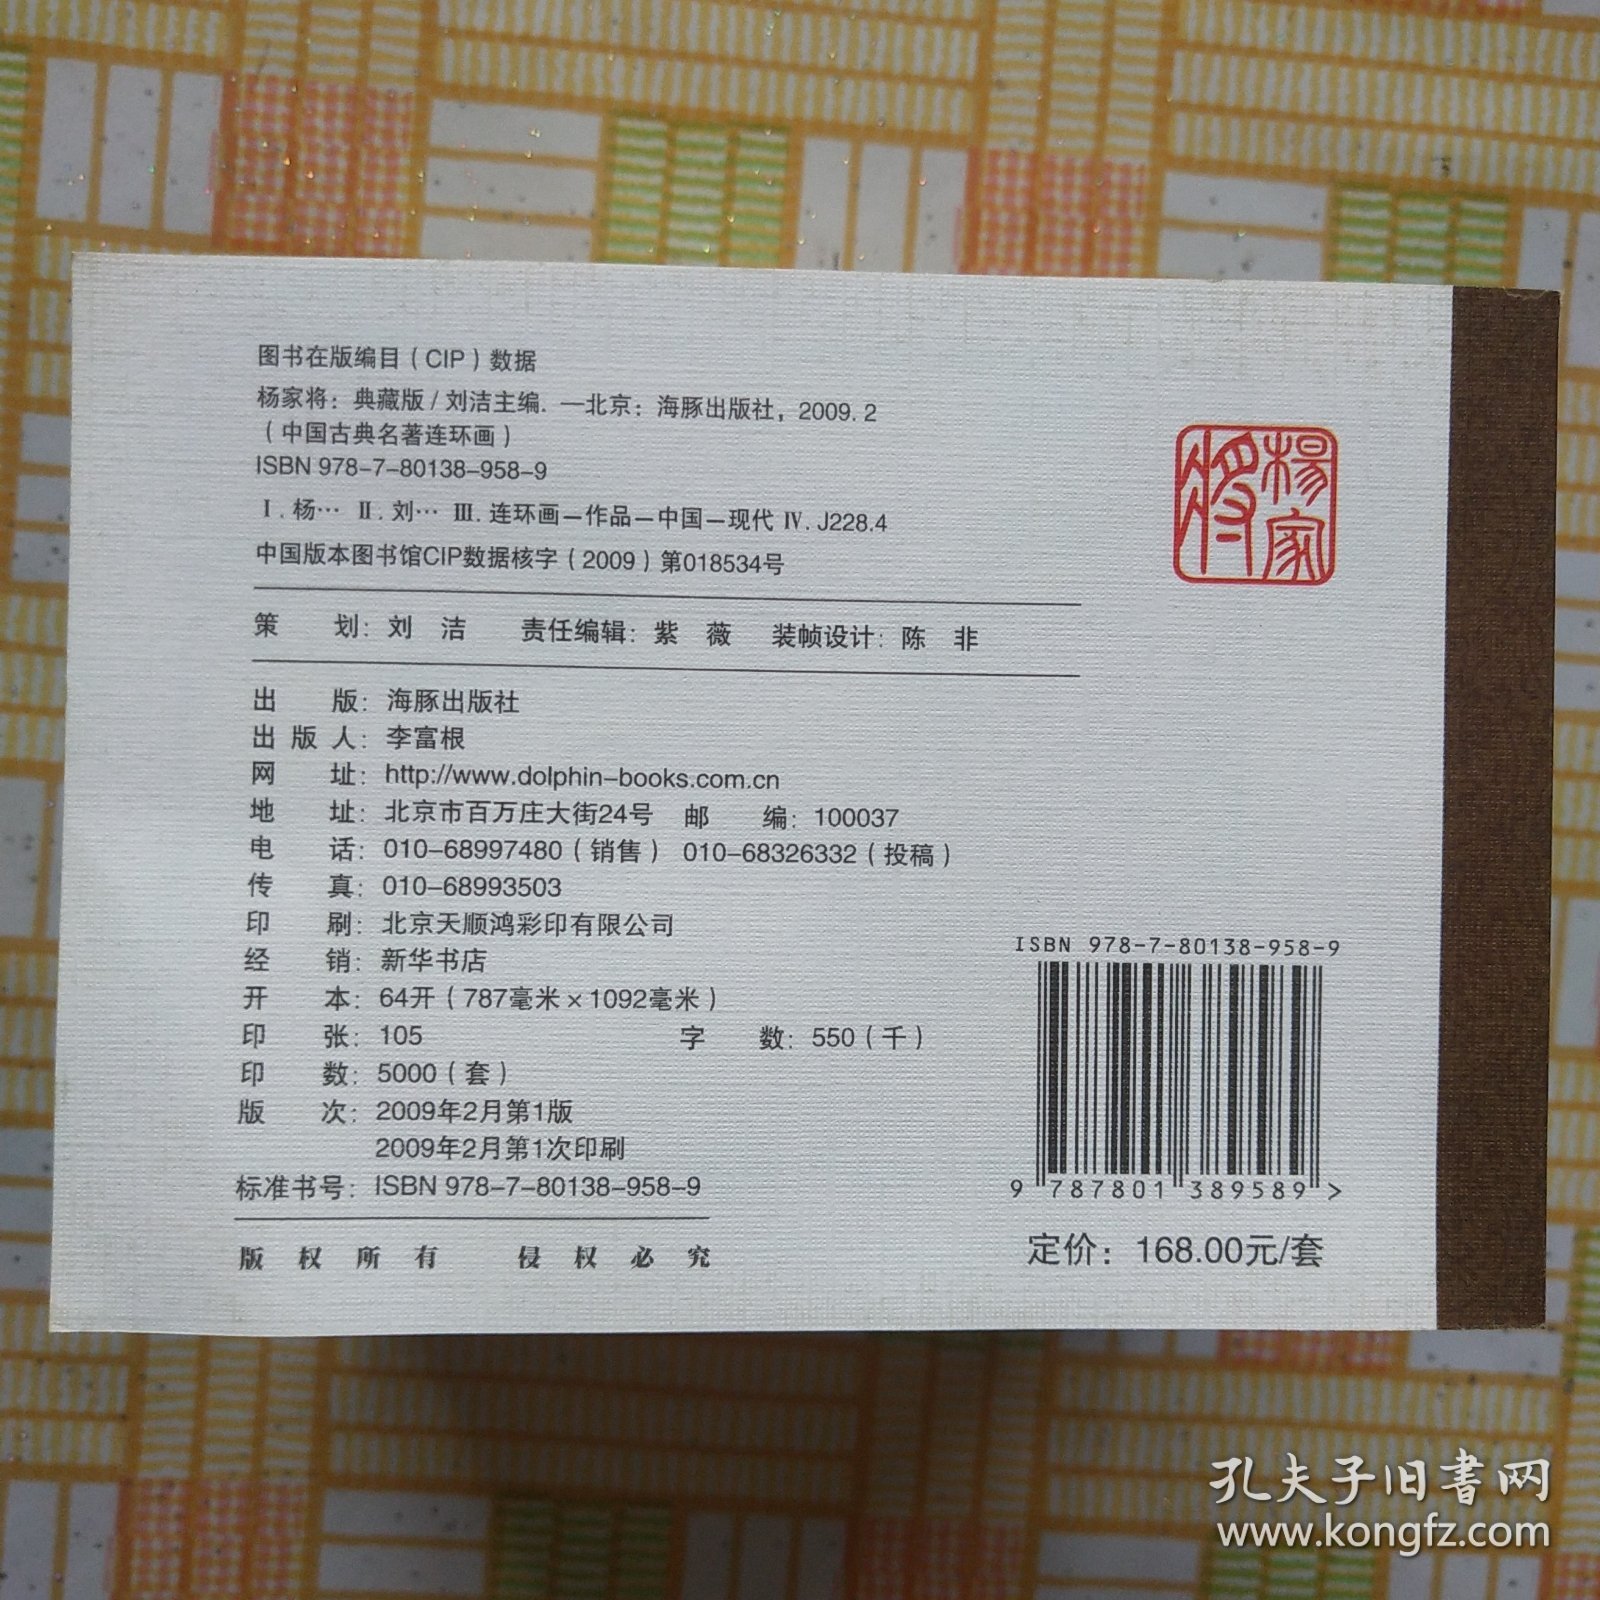 图书在版编目（CIP）数据
杨家将：典藏版/刘洁主编. —北京：海豚出版社，2009.2
（中国古典名著连环画）
ISBN 978-7-80138-958-9
Ⅰ.杨… Ⅱ.刘… Ⅲ.连环画—作品—中国—现代 Ⅳ.J228.4
中国版本图书馆CIP数据核字（2009）第018534号
策 划：刘 洁 责任编辑：紫 薇 装帧设计：陈 非
出 版：海豚出版社
出 版 人：李富根
网 址：http://www.dolphin-books.com.cn
地 址：北京市百万庄大街24号 邮 编：100037
电 话：010-68997480（销售） 010-68326332（投稿）
传 真：010-68993503
印 刷：北京天顺鸿彩印有限公司
经 销：新华书店
开 本：64开（787毫米×1092毫米）
印 张：105 字 数：550（千）
印 数：5000（套）
版 次：2009年2月第1版
2009年2月第1次印刷
标准书号：ISBN 978-7-80138-958-9
版 权 所 有 侵 权 必 究
楊家將
ISBN 978-7-80138-958-9
9 787801 389589 >
定价：168.00元/套
孔夫子旧書网
www.kongfz.com